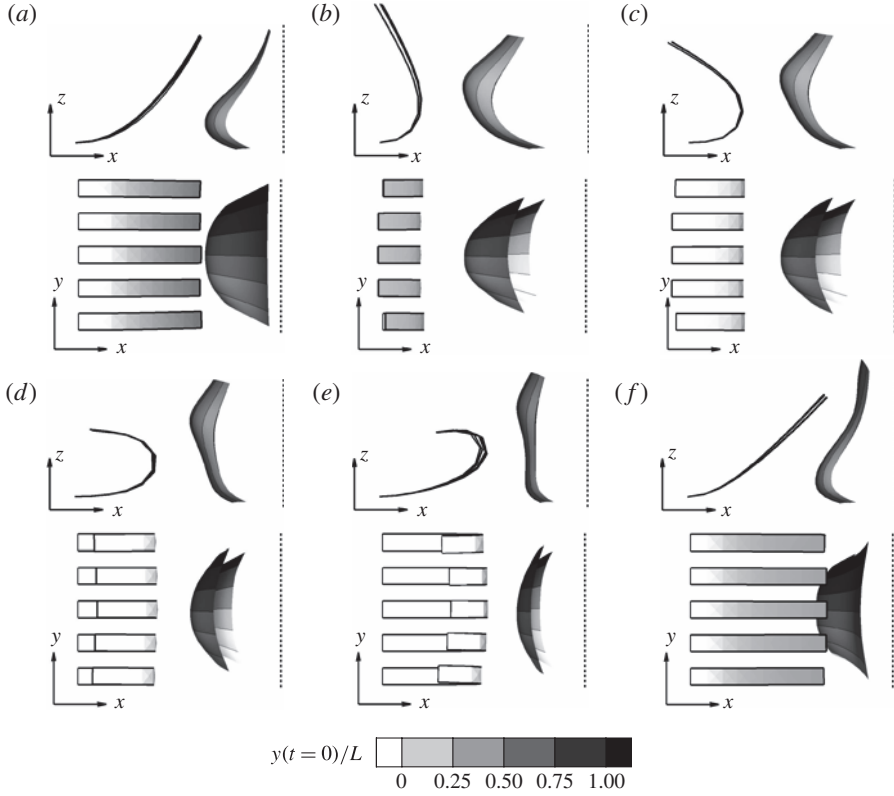 (a)
(b)
(c)
z
x
z
x
z
x
y
x
y
x
y
x
(d)
(e)
(f)
z
x
z
x
z
x
y
x
y
x
y
x
y(t = 0)/L
0 0.25 0.50 0.75 1.00